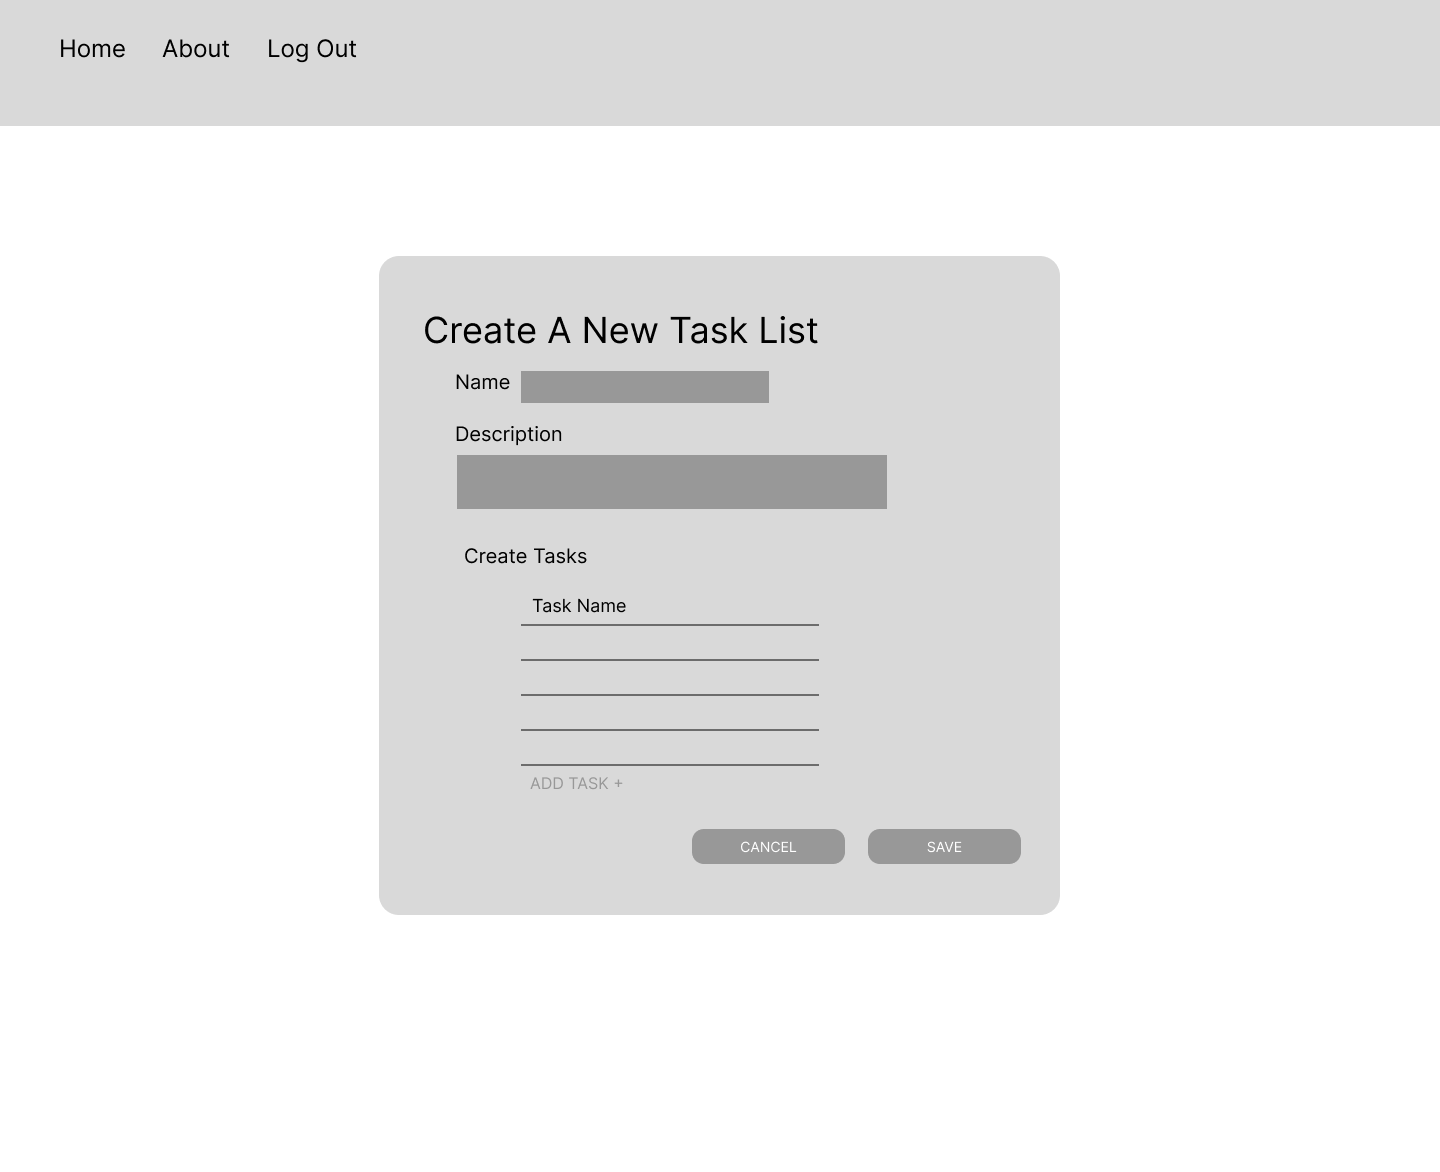 Home About Log Out
Create A New Task List
Name
Description
Create Tasks
Task Name
ADD TASK +
CANCEL SAVE